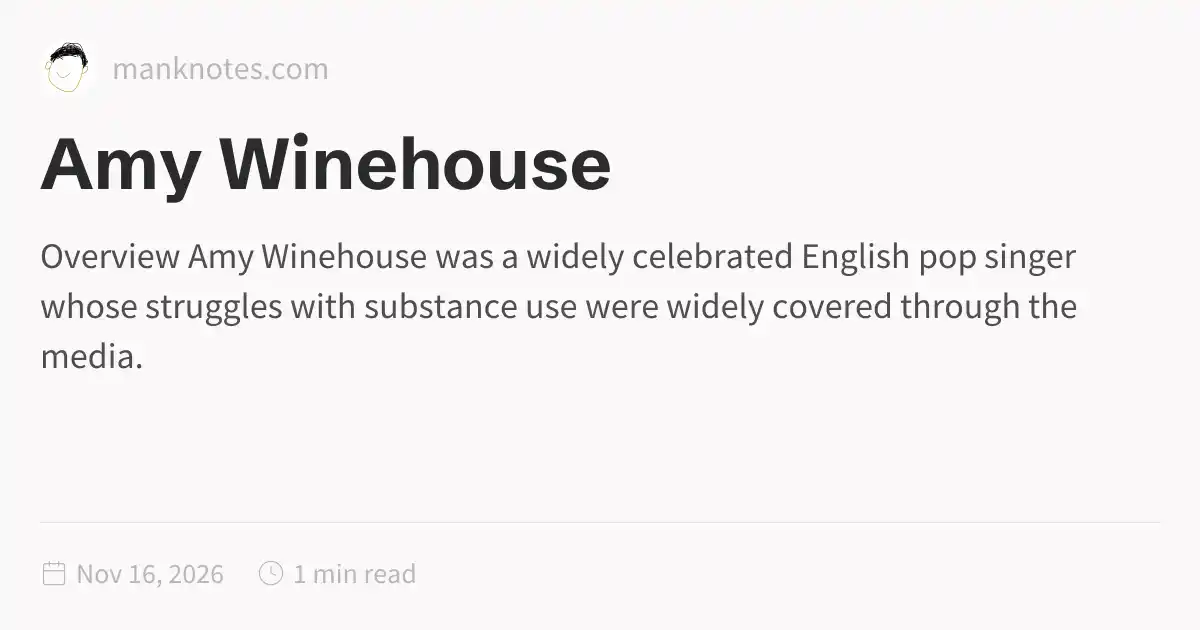 manknotes.com
Amy Winehouse
Overview Amy Winehouse was a widely celebrated English pop singer
whose struggles with substance use were widely covered through the
media.
Nov 16, 2026 1 min read